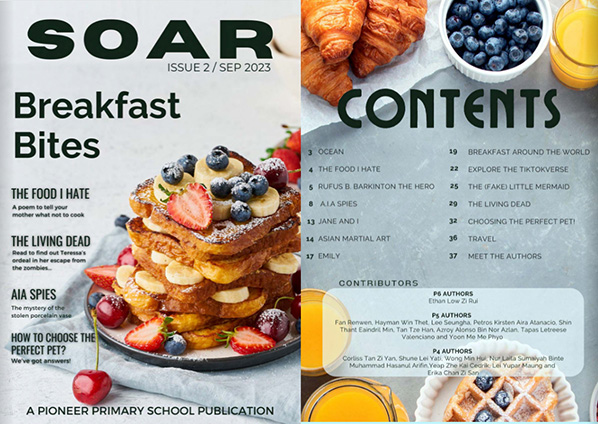 SOAR
ISSUE 2 / SEP 2023
Breakfast
Bites
THE FOOD I HATE
A poem to tell your
mother what not to cook
THE LIVING DEAD
Read to find out Teressa's
ordeal in her escape from
the zombies...
AIA SPIES
The mystery of the
stolen porcelain vase
HOW TO CHOOSE THE
PERFECT PET?
We've got answers!
A PIONEER PRIMARY SCHOOL PUBLICATION
CONTENTS
3 OCEAN
4 THE FOOD I HATE
5 RUFUS B. BARKINTON THE HERO
8 A.I.A SPIES
13 JANE AND I
14 ASIAN MARTIAL ART
17 EMILY
19 BREAKFAST AROUND THE WORLD
22 EXPLORE THE TIKTOKVERSE
25 THE (FAKE) LITTLE MERMAID
29 THE LIVING DEAD
32 CHOOSING THE PERFECT PET!
36 TRAVEL
37 MEET THE AUTHORS
CONTRIBUTORS
P6 AUTHORS
Ethan Low Zi Rui
P5 AUTHORS
Fan Renwen, Hayman Win Thet, Lee Seungha, Petros Kirsten Aira Atanacio, Shin
Thant Eaindril Min, Tan Tze Han, Azroy Alonso Bin Nor Azlan, Tapas Letreese
Valenciano and Yoon Me Me Phyo
P4 AUTHORS
Corliss Tan Zi Yan, Shune Lei Yati, Wong Min Hui, Nur Laita Sumaiyah Binte
Muhammad Hasanul Arifin,Yeap Zhe Kai Cedrik, Lei Yupar Maung and
Erika Chan Zi San